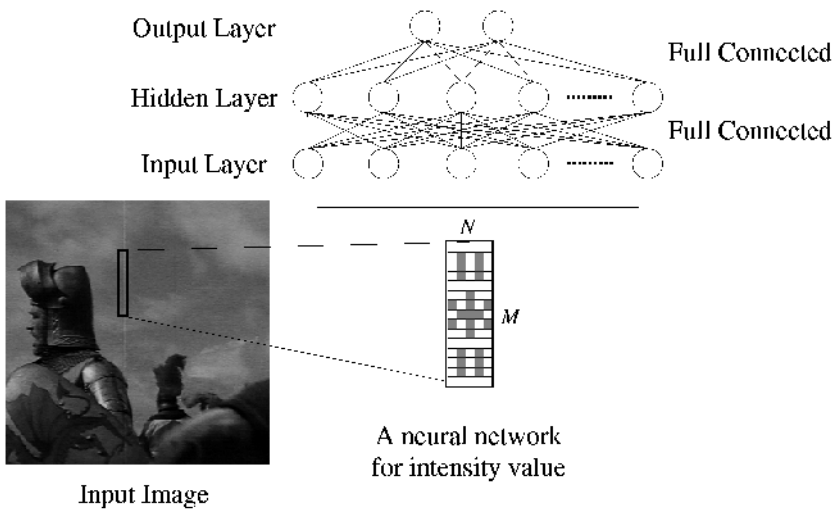 Output Layer
Full Connected
Hidden Layer
Full Connected
Input Layer
N
M
A neural network
for intensity value
Input Image